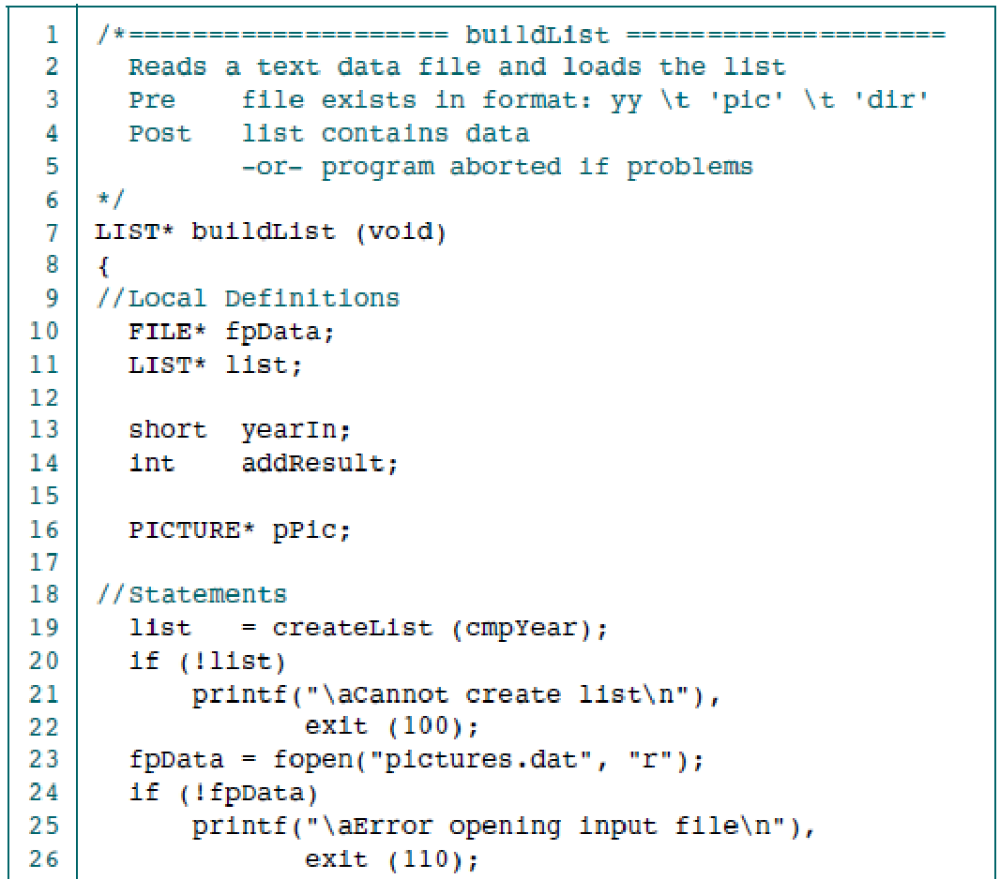 1 /*==================== buildList ====================
2 Reads a text data file and loads the list
3 Pre file exists in format: yy \t 'pic' \t 'dir'
4 Post list contains data
5 -or- program aborted if problems
6 */
7 LIST* buildList (void)
8 {
9 //Local Definitions
10 FILE* fpData;
11 LIST* list;
12
13 short yearIn;
14 int addResult;
15
16 PICTURE* pPic;
17
18 //Statements
19 list = createList (cmpYear);
20 if (!list)
21 printf("\aCannot create list\n"),
22 exit (100);
23 fpData = fopen("pictures.dat", "r");
24 if (!fpData)
25 printf("\aError opening input file\n"),
26 exit (110);